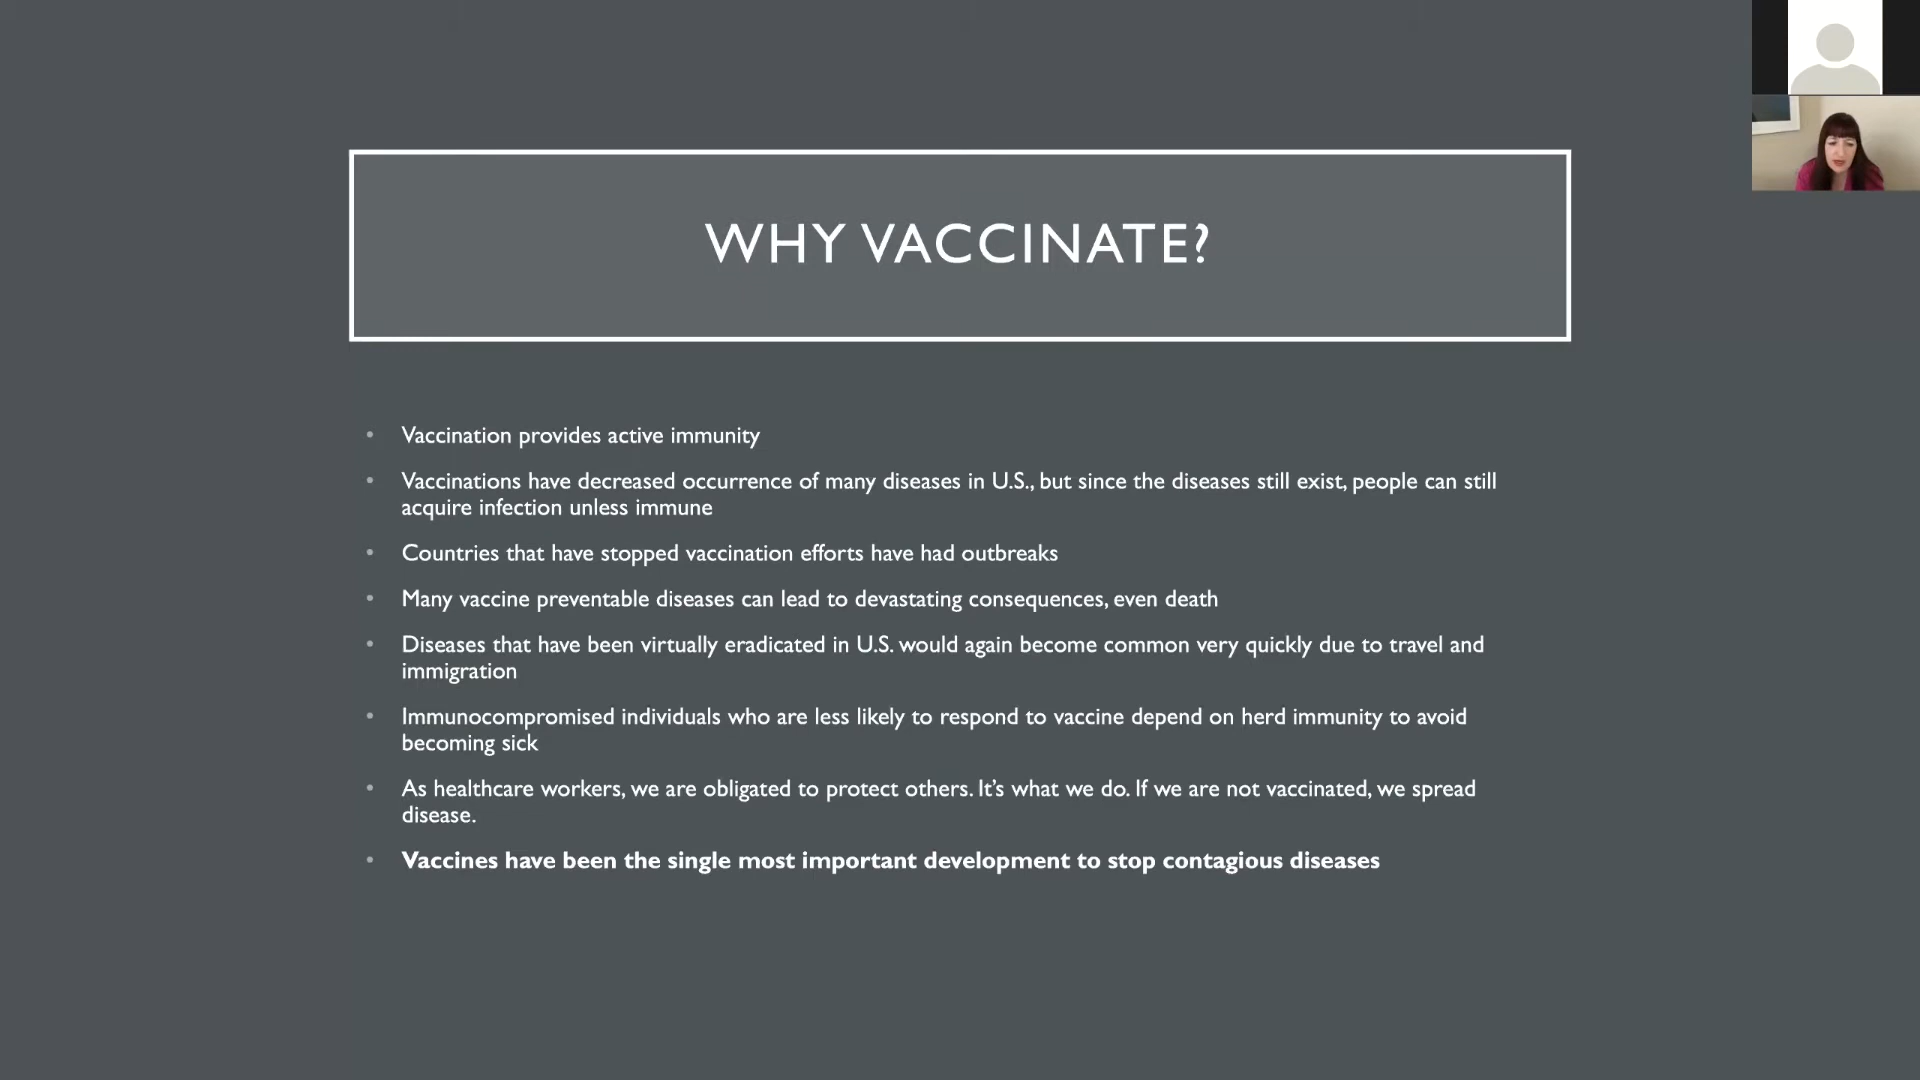 WHY VACCINATE?
• Vaccination provides active immunity
• Vaccinations have decreased occurrence of many diseases in U.S., but since the diseases still exist, people can still
acquire infection unless immune
• Countries that have stopped vaccination efforts have had outbreaks
• Many vaccine preventable diseases can lead to devastating consequences, even death
• Diseases that have been virtually eradicated in U.S. would again become common very quickly due to travel and
immigration
• Immunocompromised individuals who are less likely to respond to vaccine depend on herd immunity to avoid
becoming sick
• As healthcare workers, we are obligated to protect others. It’s what we do. If we are not vaccinated, we spread
disease.
• Vaccines have been the single most important development to stop contagious diseases